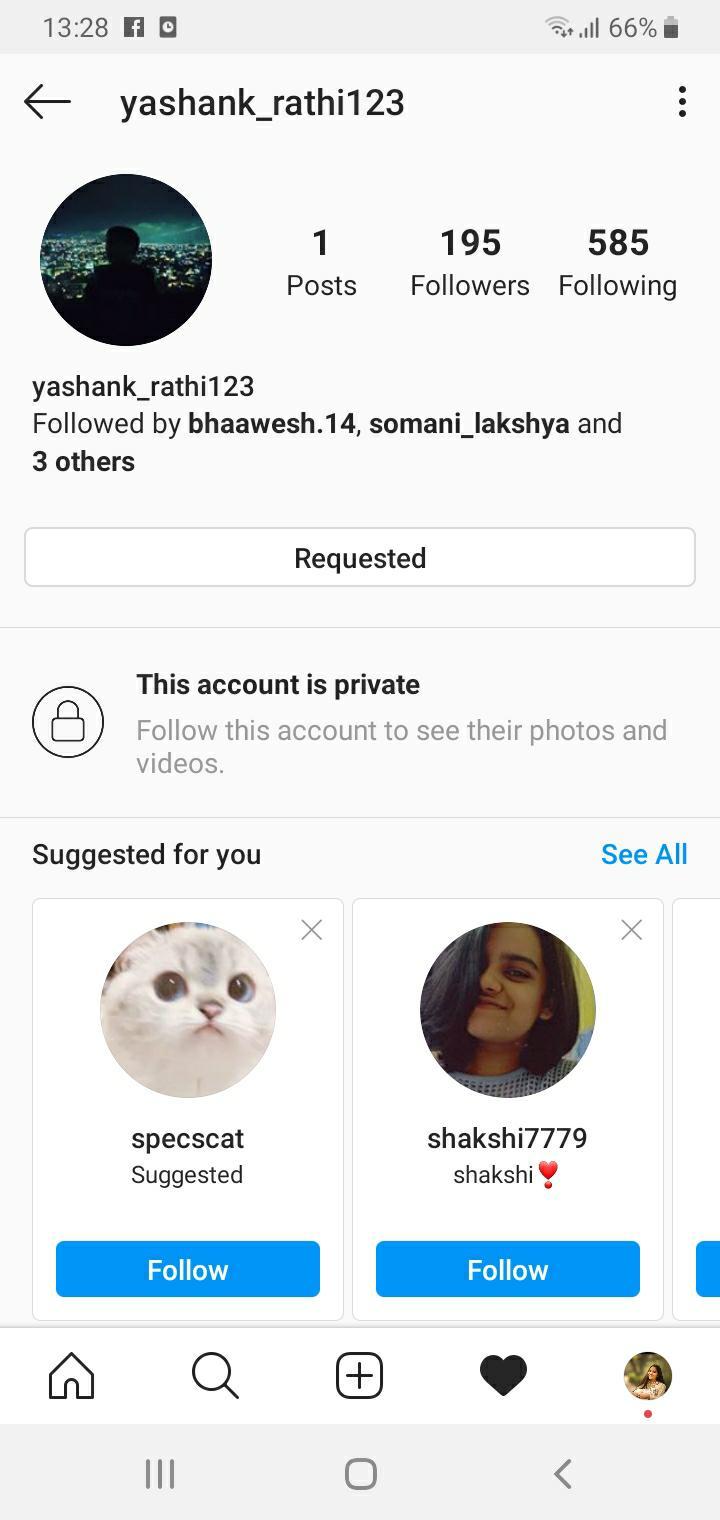 13:28 66%
yashank_rathi123
1 195 585
Posts Followers Following
yashank_rathi123
Followed by bhaawesh.14, somani_lakshya and
3 others
Requested
This account is private
Follow this account to see their photos and
videos.
Suggested for you See All
specscat shakshi7779
Suggested shakshi❣️
Follow Follow